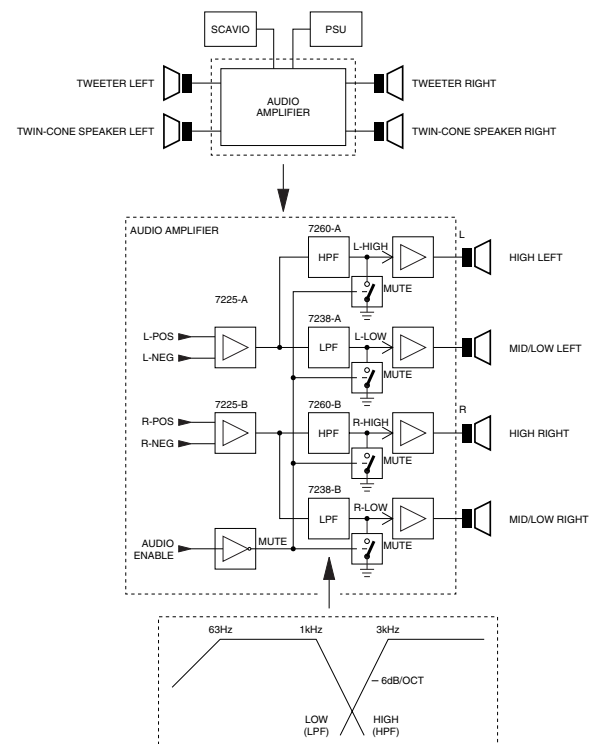 SCAVIO
PSU
TWEETER LEFT
TWEETER RIGHT
AUDIO
AMPLIFIER
TWIN-CONE SPEAKER LEFT
TWIN-CONE SPEAKER RIGHT
AUDIO AMPLIFIER
7260-A
L
L-HIGH
HPF
HIGH LEFT
MUTE
7225-A
7238-A
L-POS
L-LOW
LPF
MID/LOW LEFT
L-NEG
MUTE
7225-B
7260-B
R
R-POS
R-HIGH
HPF
HIGH RIGHT
R-NEG
MUTE
7238-B
R-LOW
LPF
MID/LOW RIGHT
AUDIO
ENABLE
MUTE
MUTE
63Hz
1kHz
3kHz
– 6dB/OCT
LOW
(LPF)
HIGH
(HPF)